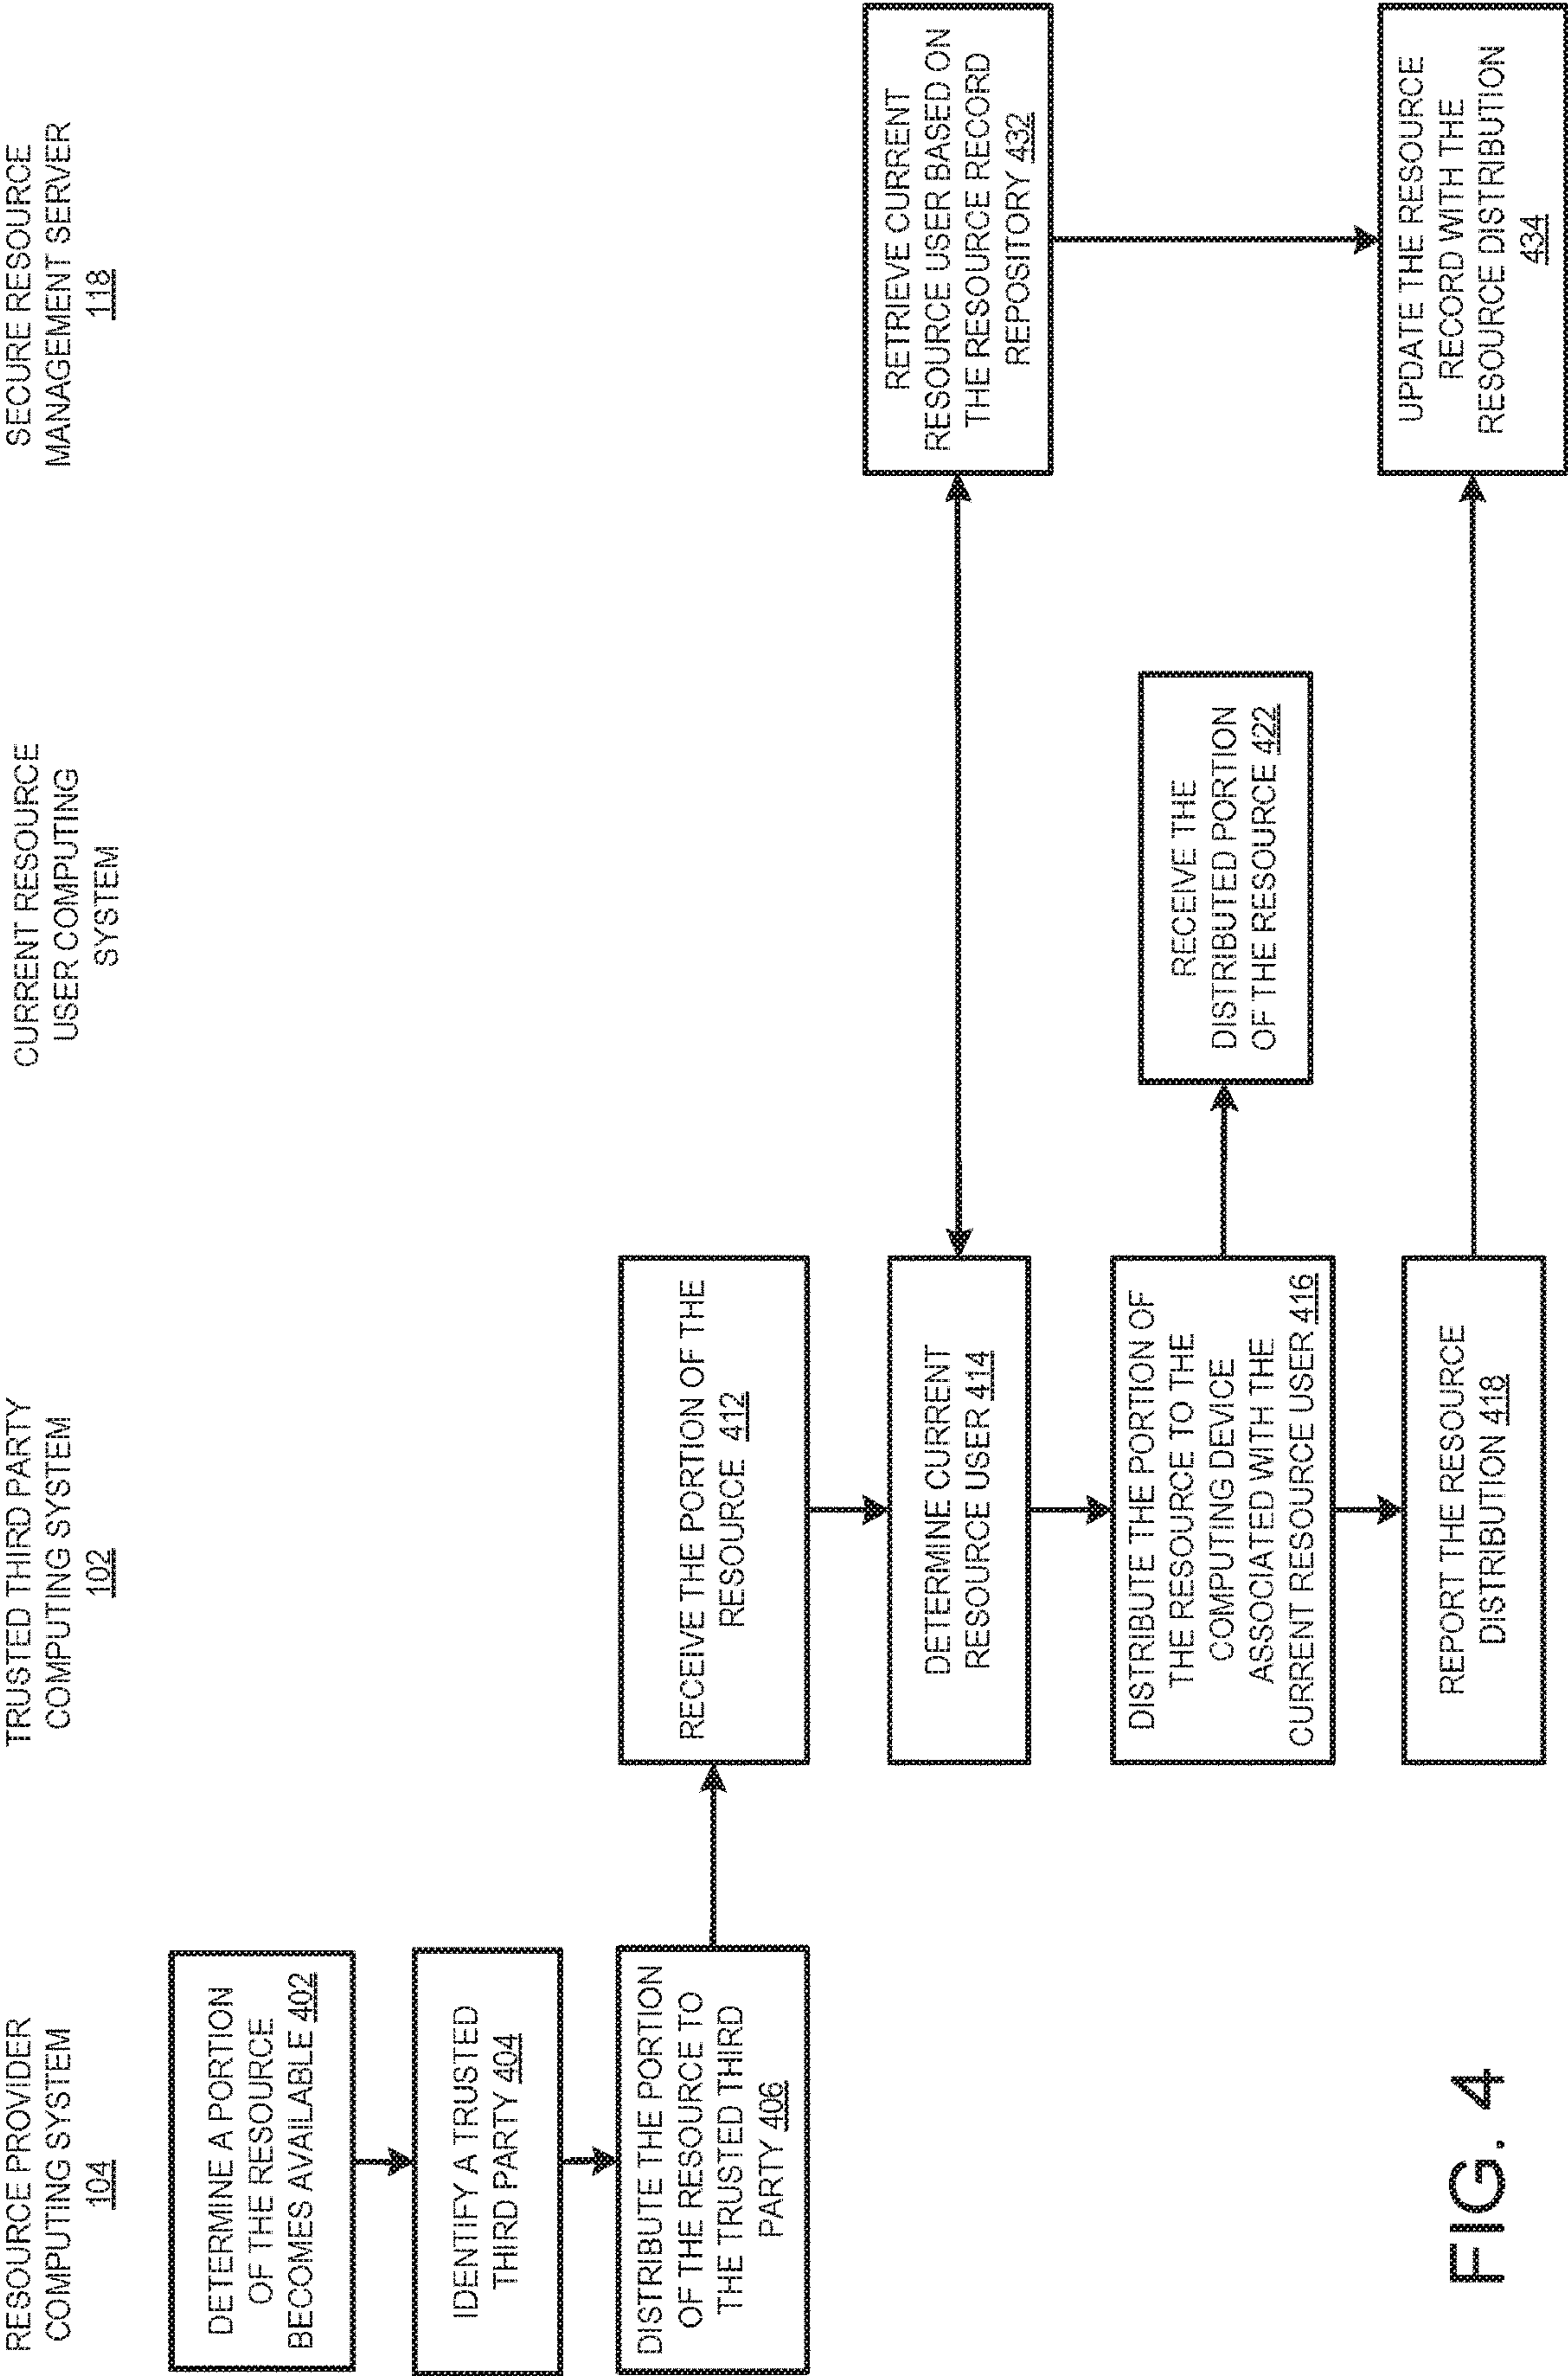 RESOURCE PROVIDER
COMPUTING SYSTEM
104
TRUSTED THIRD PARTY
COMPUTING SYSTEM
102
CURRENT RESOURCE
USER COMPUTING
SYSTEM
SECURE RESOURCE
MANAGEMENT SERVER
118
DETERMINE A PORTION
OF THE RESOURCE
BECOMES AVAILABLE 402
IDENTIFY A TRUSTED
THIRD PARTY 404
DISTRIBUTE THE PORTION
OF THE RESOURCE TO
THE TRUSTED THIRD
PARTY 406
RECEIVE THE PORTION OF THE
RESOURCE 412
DETERMINE CURRENT
RESOURCE USER 414
RETRIEVE CURRENT
RESOURCE USER BASED ON
THE RESOURCE RECORD
REPOSITORY 432
DISTRIBUTE THE PORTION OF
THE RESOURCE TO THE
COMPUTING DEVICE
ASSOCIATED WITH THE
CURRENT RESOURCE USER 416
RECEIVE THE
DISTRIBUTED PORTION
OF THE RESOURCE 422
REPORT THE RESOURCE
DISTRIBUTION 418
UPDATE THE RESOURCE
RECORD WITH THE
RESOURCE DISTRIBUTION
434
FIG. 4